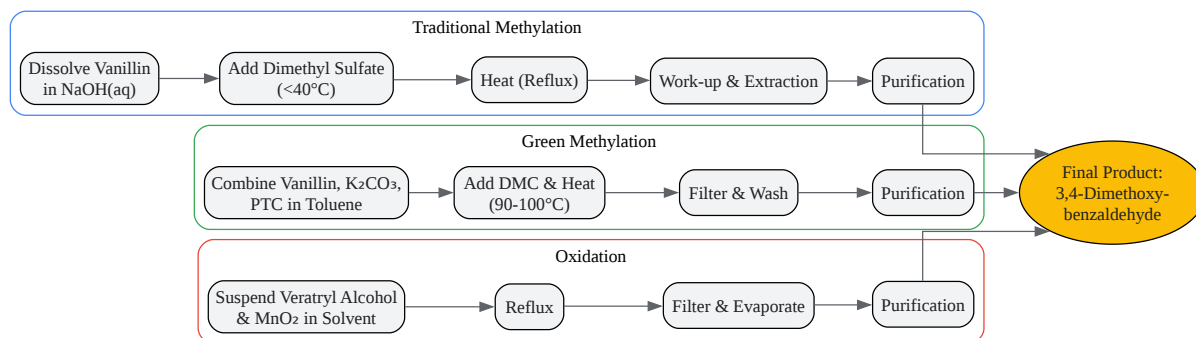 Traditional Methylation
Dissolve Vanillin
in NaOH(aq)
Add Dimethyl Sulfate
(<40°C)
Heat (Reflux)
Work-up & Extraction
Purification
Green Methylation
Combine Vanillin, K₂CO₃,
PTC in Toluene
Add DMC & Heat
(90-100°C)
Filter & Wash
Purification
Oxidation
Suspend Veratryl Alcohol
& MnO₂ in Solvent
Reflux
Filter & Evaporate
Purification
Final Product:
3,4-Dimethoxy-
benzaldehyde